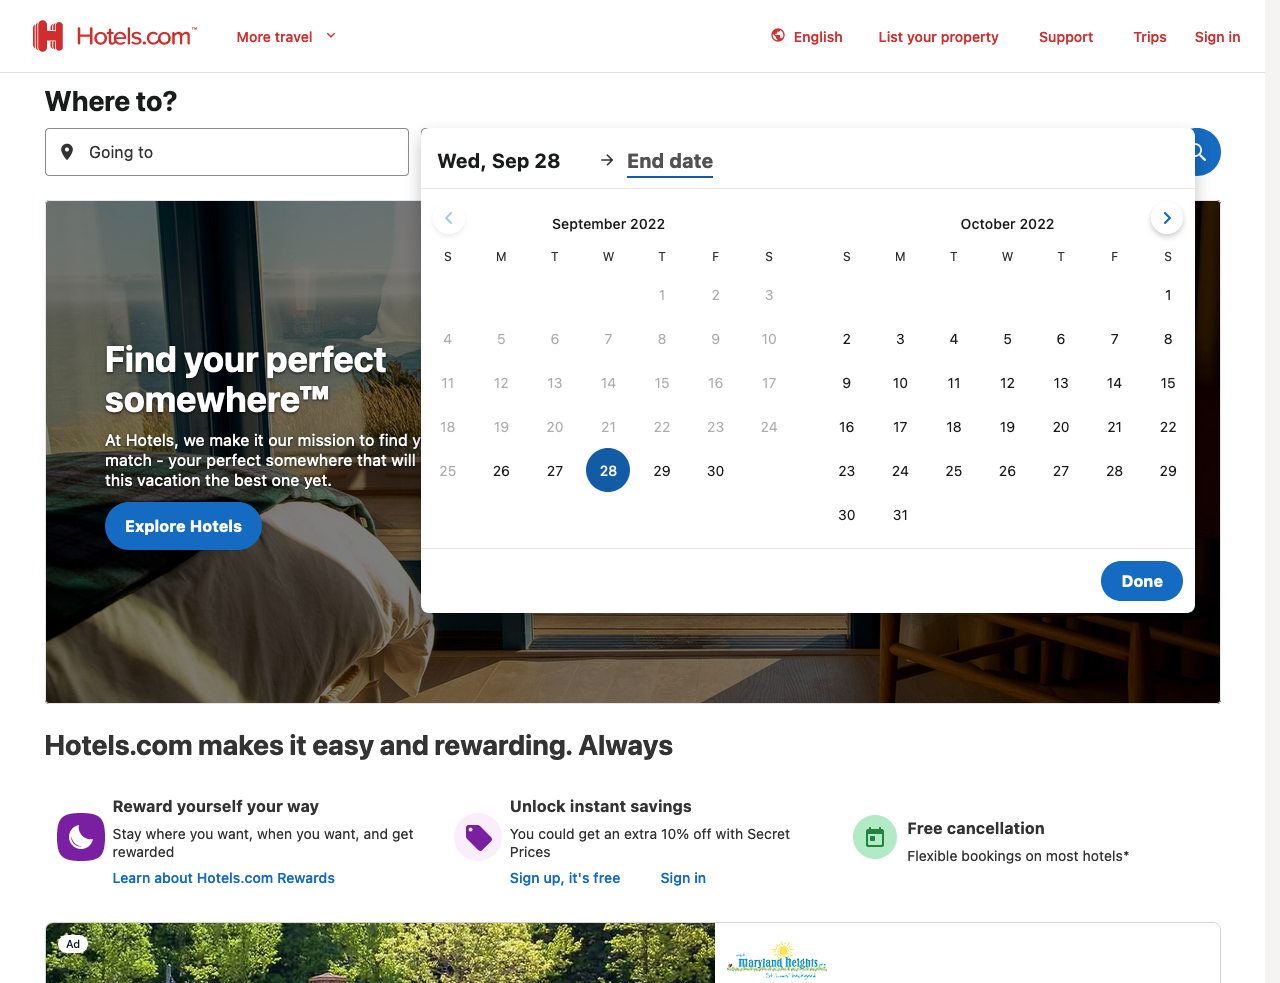 Hotels.com™
More travel
English
List your property
Support
Trips
Sign in
Where to?
Going to
Wed, Sep 28
End date
September 2022
S M T W T F S
1 2 3
4 5 6 7 8 9 10
11 12 13 14 15 16 17
18 19 20 21 22 23 24
25 26 27 28 29 30
October 2022
S M T W T F S
1
2 3 4 5 6 7 8
9 10 11 12 13 14 15
16 17 18 19 20 21 22
23 24 25 26 27 28 29
30 31
Done
Find your perfect
somewhere™
At Hotels, we make it our mission to find y
match - your perfect somewhere that will
this vacation the best one yet.
Explore Hotels
Hotels.com makes it easy and rewarding. Always
Reward yourself your way
Stay where you want, when you want, and get
rewarded
Learn about Hotels.com Rewards
Unlock instant savings
You could get an extra 10% off with Secret
Prices
Sign up, it's free
Sign in
Free cancellation
Flexible bookings on most hotels*
Ad
Maryland Heights